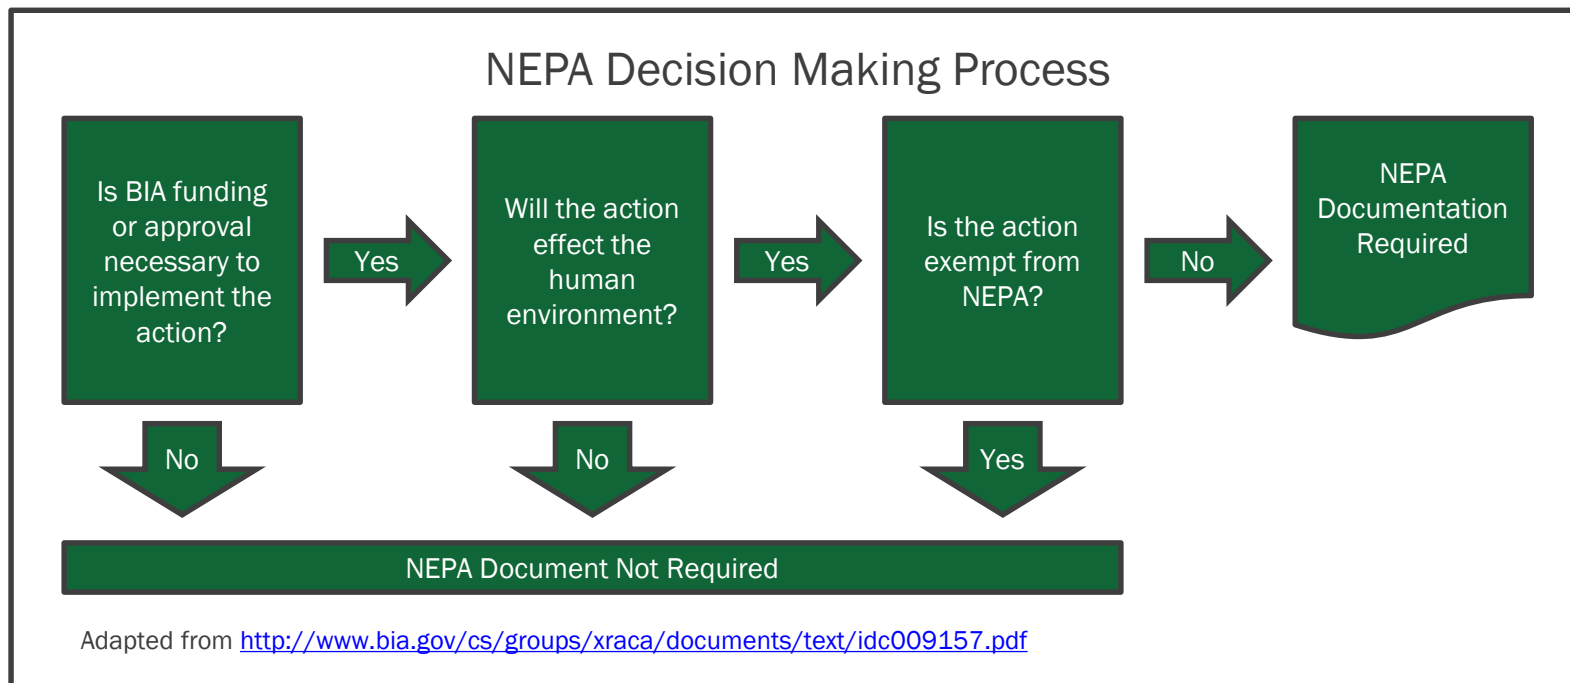 NEPA Decision Making Process
Is BIA funding
or approval
necessary to
implement the
action?
Yes
Will the action
effect the
human
environment?
Yes
Is the action
exempt from
NEPA?
No
NEPA
Documentation
Required
No
No
Yes
NEPA Document Not Required
Adapted from http://www.bia.gov/cs/groups/xraca/documents/text/idc009157.pdf